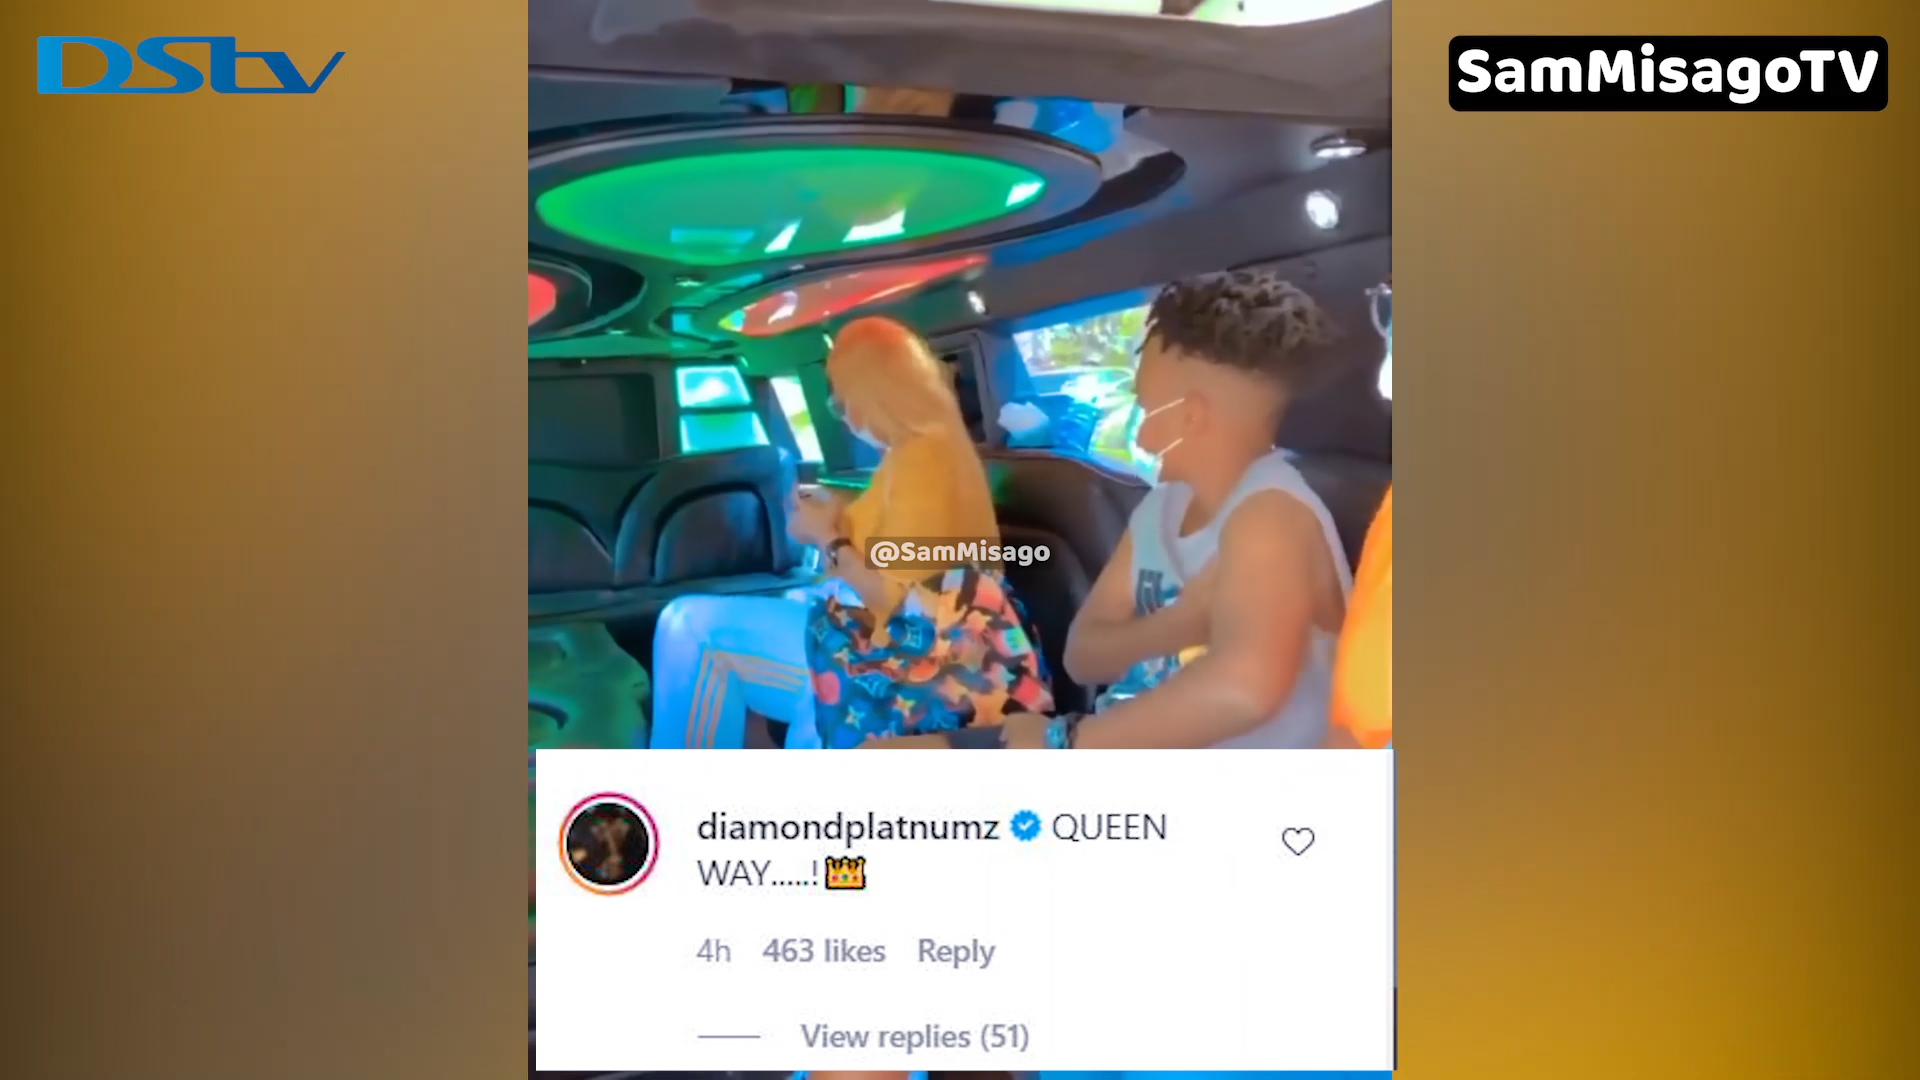 DStv
SamMisagoTV
@SamMisago
diamondplatnumz QUEEN
WAY.....!👑
4h 463 likes Reply
View replies (51)